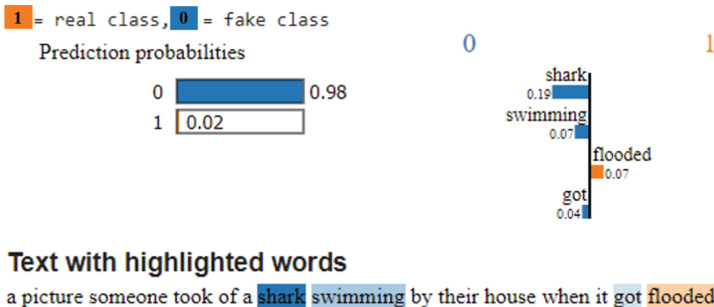 1 = real class, 0 = fake class
Prediction probabilities
0 0.98
1 0.02
0 1
shark
0.19
swimming
0.07
flooded
0.07
got
0.04
Text with highlighted words
a picture someone took of a shark swimming by their house when it got flooded